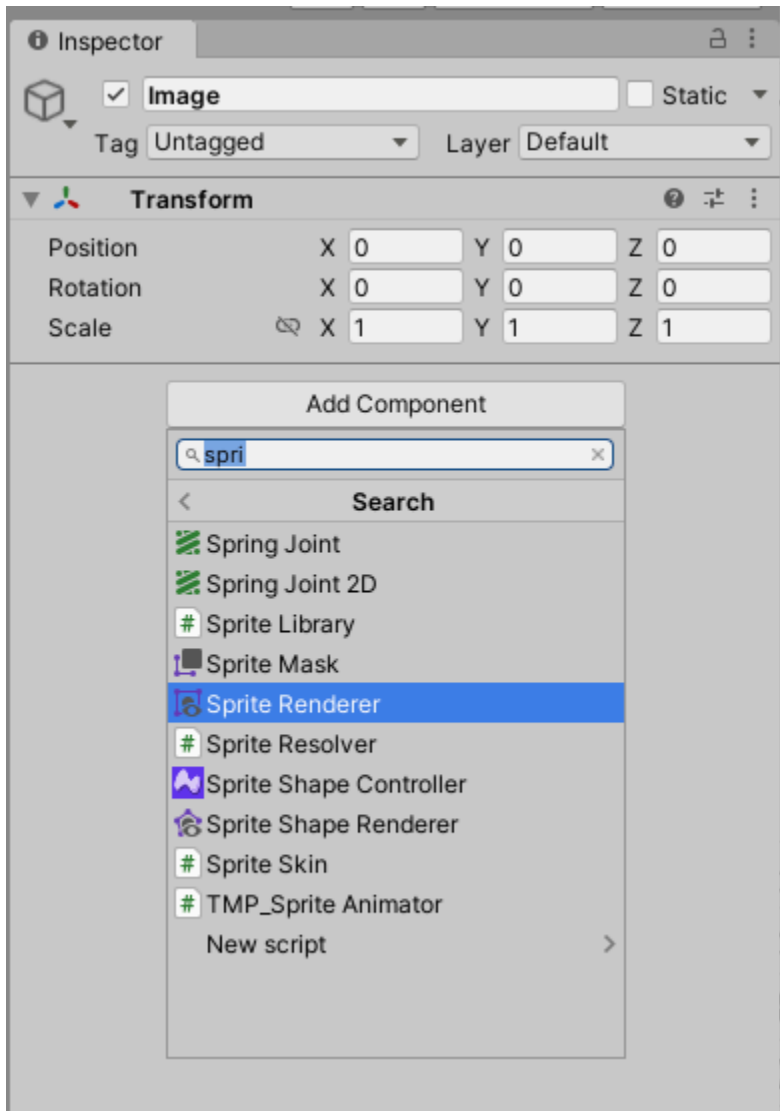 Inspector
Image Static
Tag Untagged Layer Default
Transform
Position X 0 Y 0 Z 0
Rotation X 0 Y 0 Z 0
Scale X 1 Y 1 Z 1
Add Component
spri
Search
Spring Joint
Spring Joint 2D
# Sprite Library
Sprite Mask
Sprite Renderer
# Sprite Resolver
Sprite Shape Controller
Sprite Shape Renderer
# Sprite Skin
# TMP_Sprite Animator
New script